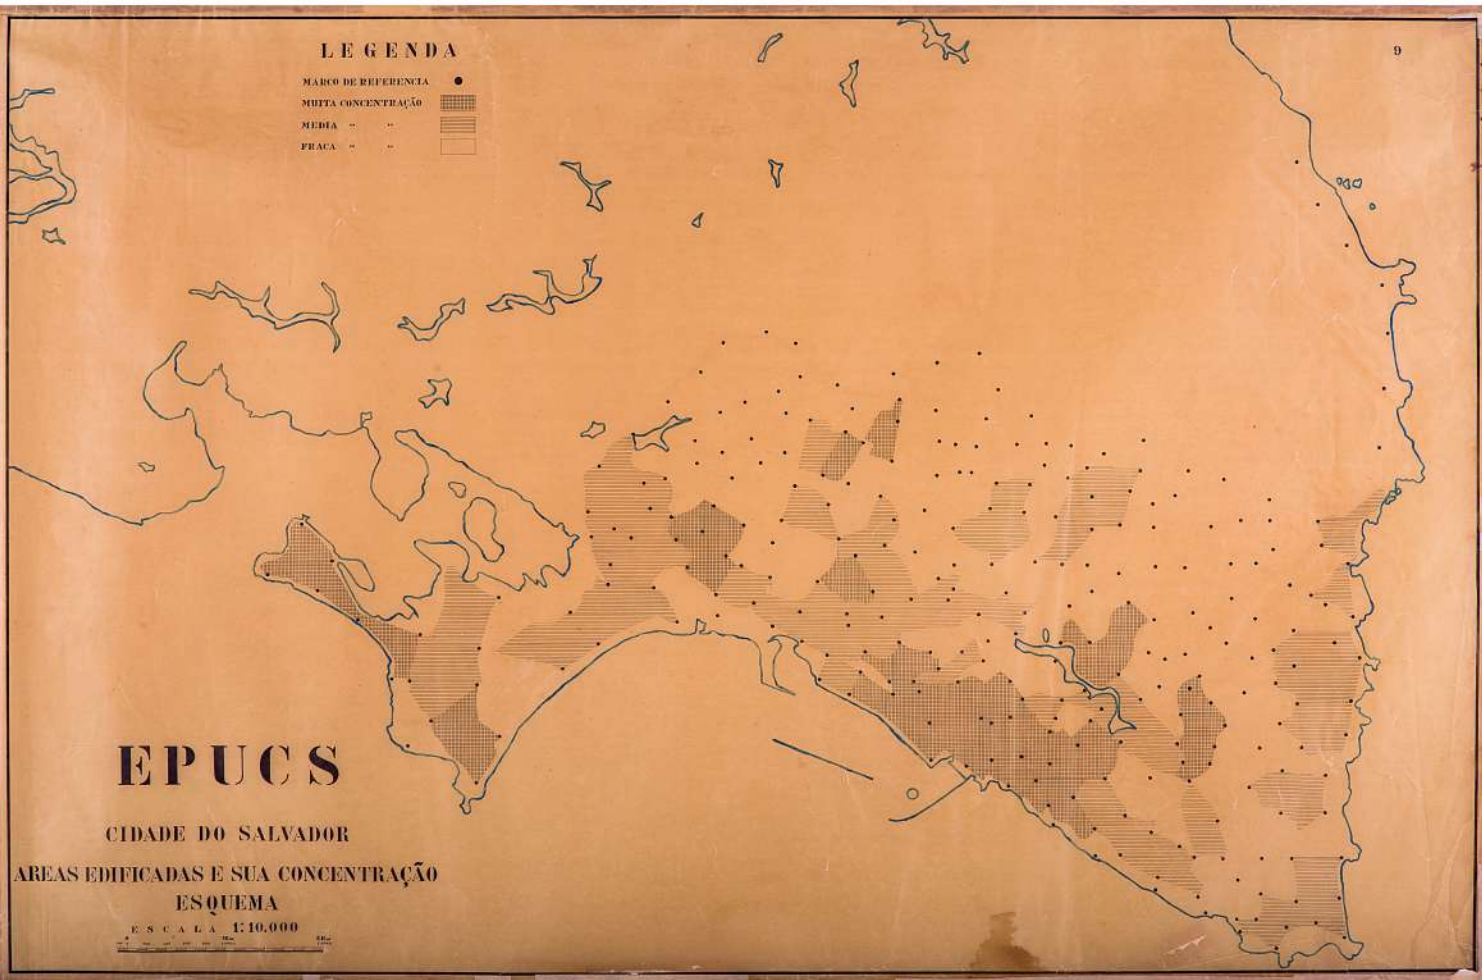 LEGENDA
MARCO DE REFERENCIA
MUITA CONCENTRAÇÃO
MEDIA " "
FRACA " "
9
EPUCS
CIDADE DO SALVADOR
AREAS EDIFICADAS E SUA CONCENTRAÇÃO
ESQUEMA
ESCALA 1:10.000